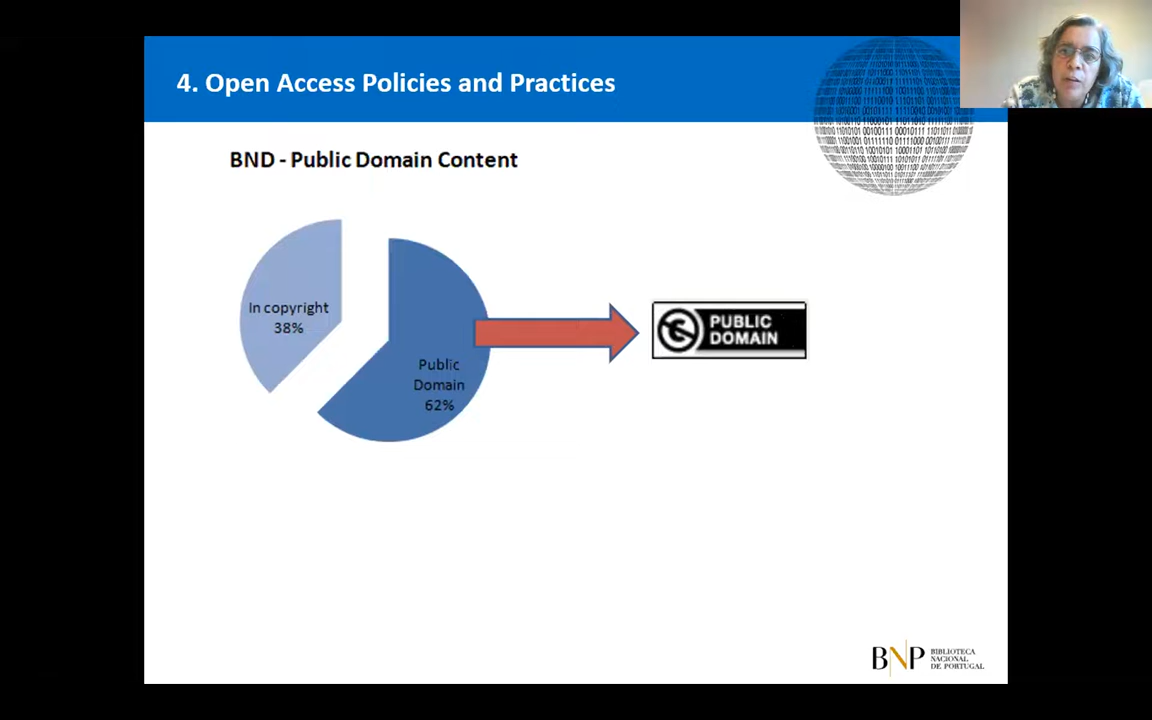 4. Open Access Policies and Practices
BND - Public Domain Content
In copyright
38%
Public
Domain
62%
PUBLIC
DOMAIN
BNP
BIBLIOTECA
NACIONAL
DE PORTUGAL